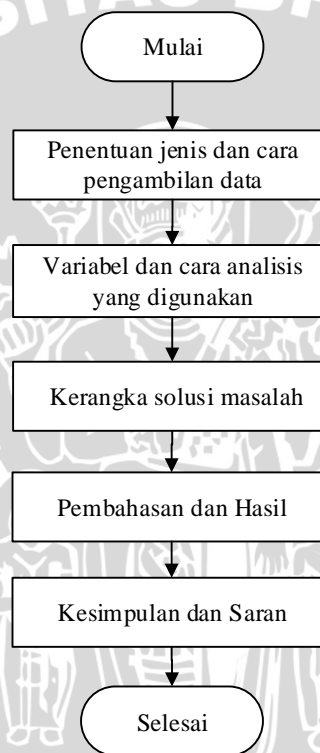 Mulai
Penentuan jenis dan cara
pengambilan data
Variabel dan cara analisis
yang digunakan
Kerangka solusi masalah
Pembahasan dan Hasil
Kesimpulan dan Saran
Selesai